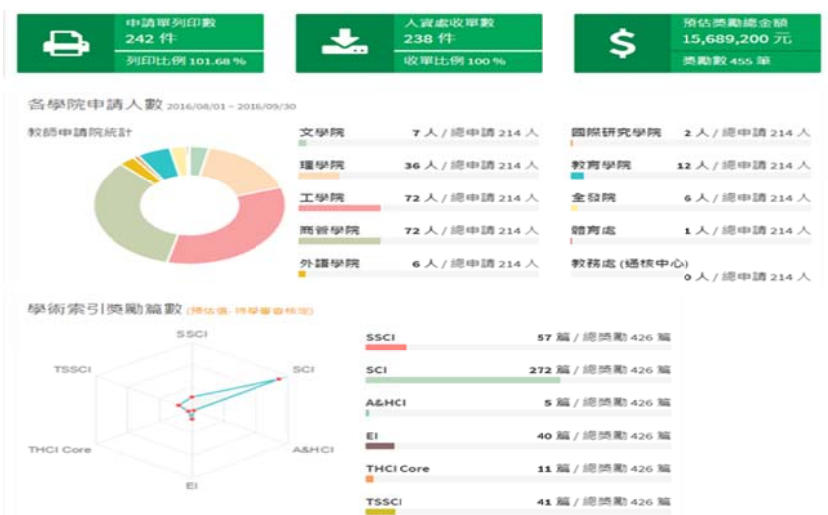 申請單列印數
242 件
列印比例 101.68 %
人資處收單數
238 件
收單比例 100 %
預估獎勵總金額
15,689,200 元
獎勵數 455 筆
各學院申請人數 2016/08/01 ~ 2016/09/30
教師申請院統計
文學院 7 人 / 總申請 214 人
國際研究學院 2 人 / 總申請 214 人
理學院 36 人 / 總申請 214 人
教育學院 12 人 / 總申請 214 人
工學院 72 人 / 總申請 214 人
全發院 6 人 / 總申請 214 人
商管學院 72 人 / 總申請 214 人
體育處 1 人 / 總申請 214 人
外語學院 6 人 / 總申請 214 人
教務處 (通核中心)
0 人 / 總申請 214 人
學術索引獎勵篇數 (預估值- 待學審會核定)
SSCI
SCI
A&HCI
EI
THCI Core
TSSCI
SSCI 57 篇 / 總獎勵 426 篇
SCI 272 篇 / 總獎勵 426 篇
A&HCI 5 篇 / 總獎勵 426 篇
EI 40 篇 / 總獎勵 426 篇
THCI Core 11 篇 / 總獎勵 426 篇
TSSCI 41 篇 / 總獎勵 426 篇